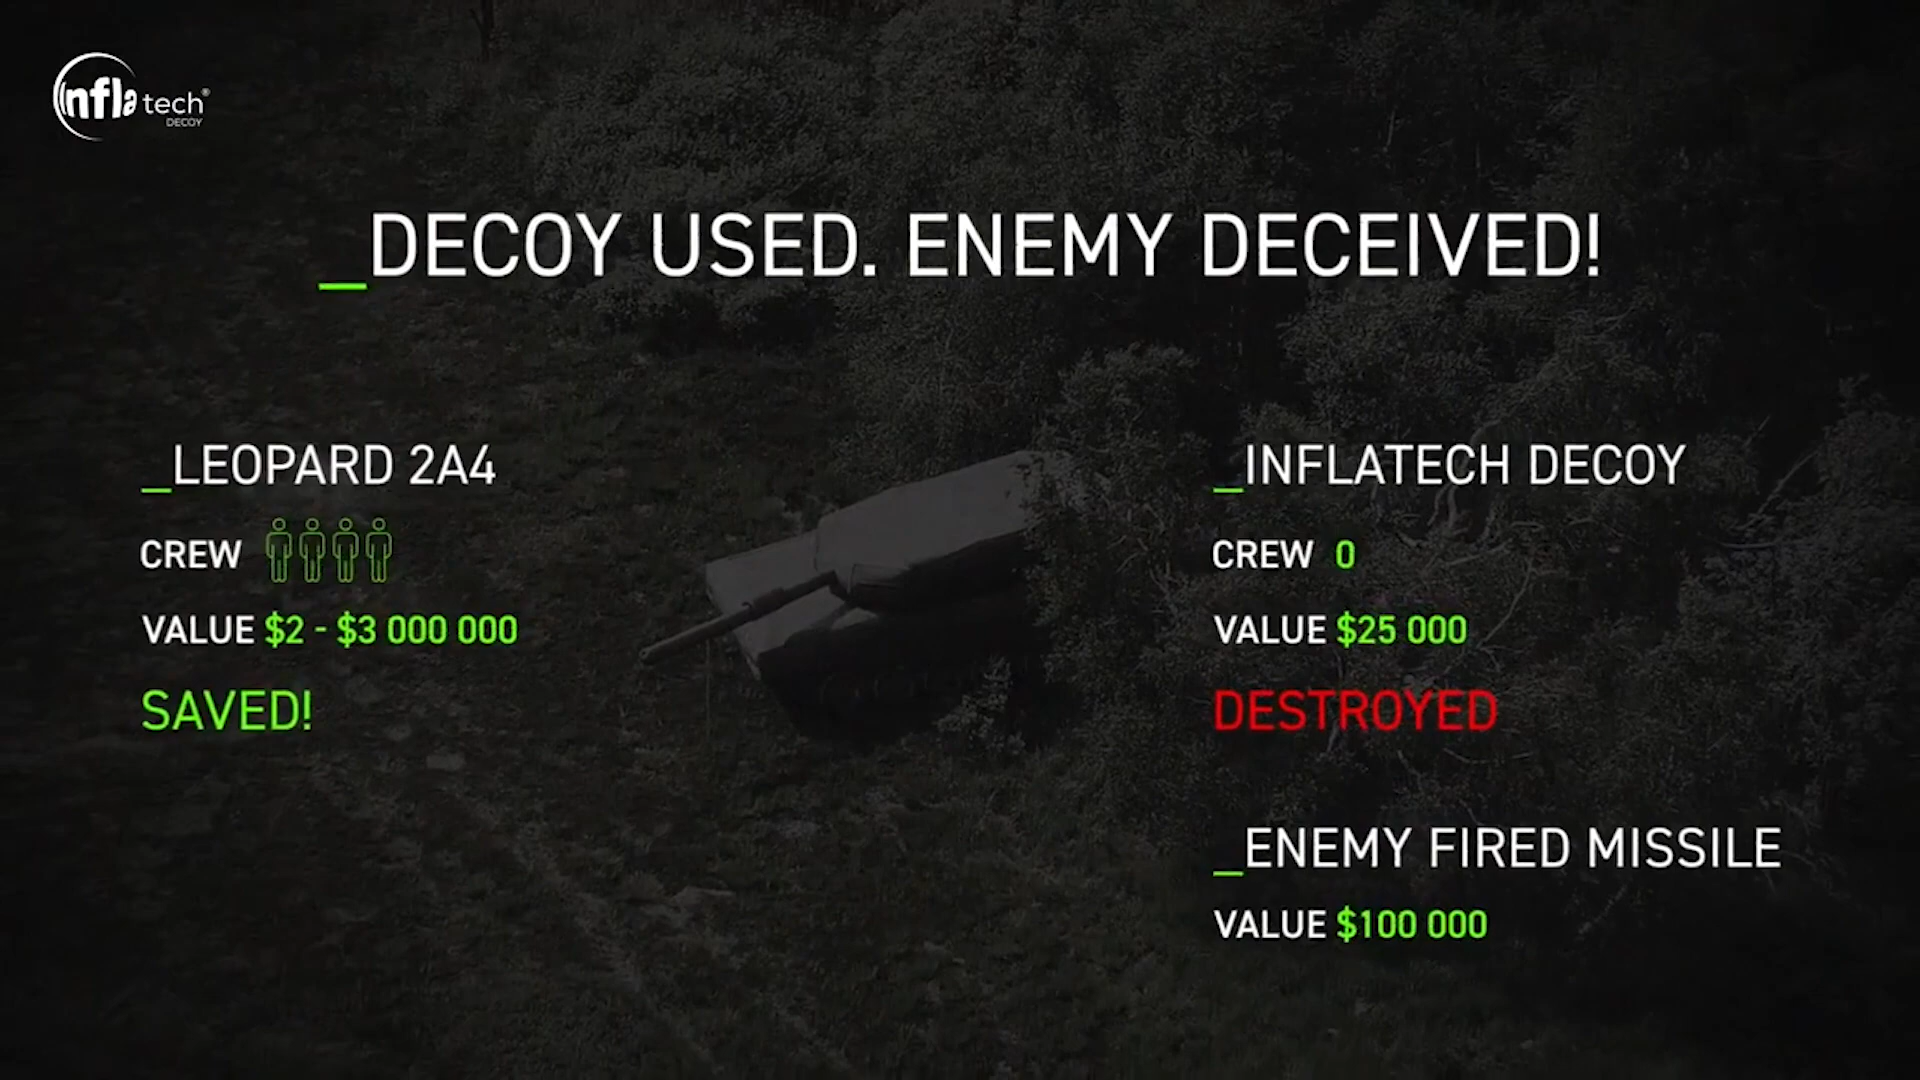 inflatech®
DECOY
_DECOY USED. ENEMY DECEIVED!
_LEOPARD 2A4
CREW
VALUE $2 - $3 000 000
SAVED!
_INFLATECH DECOY
CREW 0
VALUE $25 000
DESTROYED
_ENEMY FIRED MISSILE
VALUE $100 000